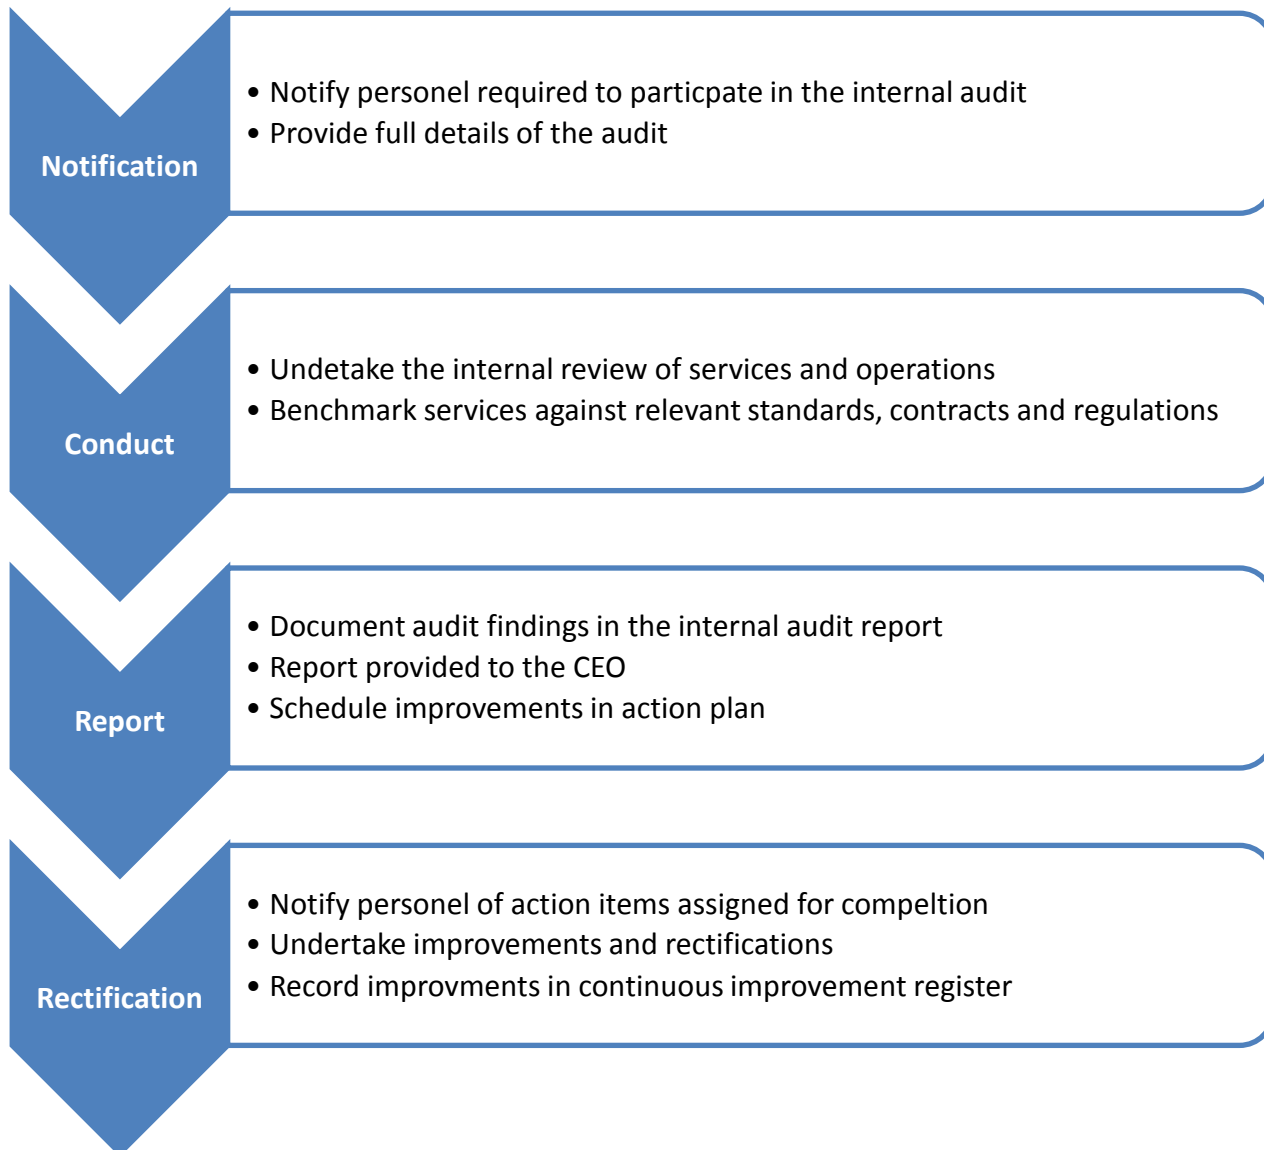 Notification
• Notify personel required to particpate in the internal audit
• Provide full details of the audit
Conduct
• Undetake the internal review of services and operations
• Benchmark services against relevant standards, contracts and regulations
Report
• Document audit findings in the internal audit report
• Report provided to the CEO
• Schedule improvements in action plan
Rectification
• Notify personel of action items assigned for compeltion
• Undertake improvements and rectifications
• Record improvments in continuous improvement register